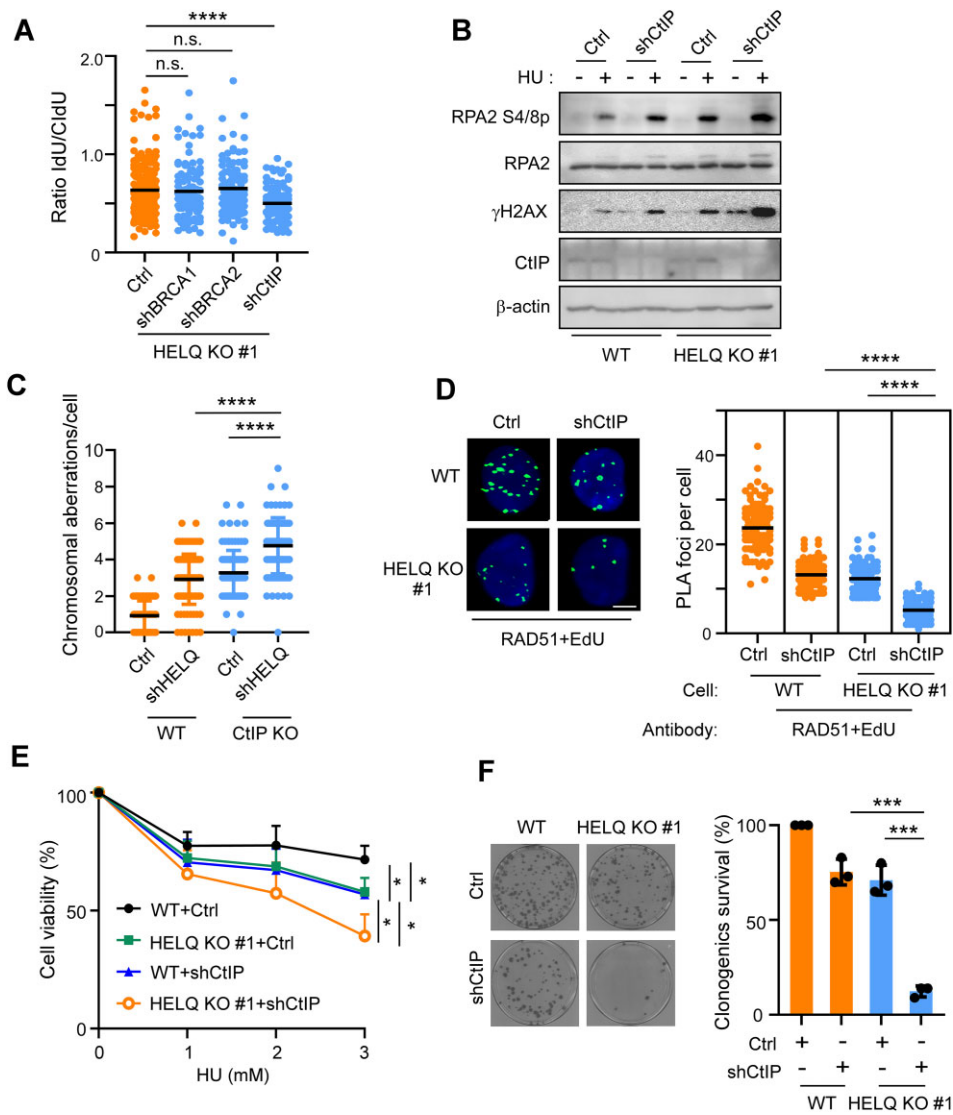 A
****
n.s.
n.s.
Ratio IdU/CldU
2.0
1.0
0
Ctrl
shBRCA1
shBRCA2
shCtIP
HELQ KO #1
B
Ctrl
shCtIP
Ctrl
shCtIP
HU : - + - + - + - +
RPA2 S4/8p
RPA2
γH2AX
CtIP
β-actin
WT HELQ KO #1
C
****
****
Chromosomal aberrations/cell
10
8
6
4
2
0
Ctrl
shHELQ
Ctrl
shHELQ
WT CtIP KO
D
Ctrl shCtIP
WT
HELQ KO
#1
RAD51+EdU
****
****
PLA foci per cell
40
20
0
Ctrl shCtIP Ctrl shCtIP
Cell: WT HELQ KO #1
Antibody: RAD51+EdU
E
Cell viability (%)
100
50
0
* *
* *
WT+Ctrl
HELQ KO #1+Ctrl
WT+shCtIP
HELQ KO #1+shCtIP
0 1 2 3
HU (mM)
F
WT HELQ KO #1
Ctrl
shCtIP
***
***
Clonogenics survival (%)
100
50
0
Ctrl + - + -
shCtIP - + - +
WT HELQ KO #1